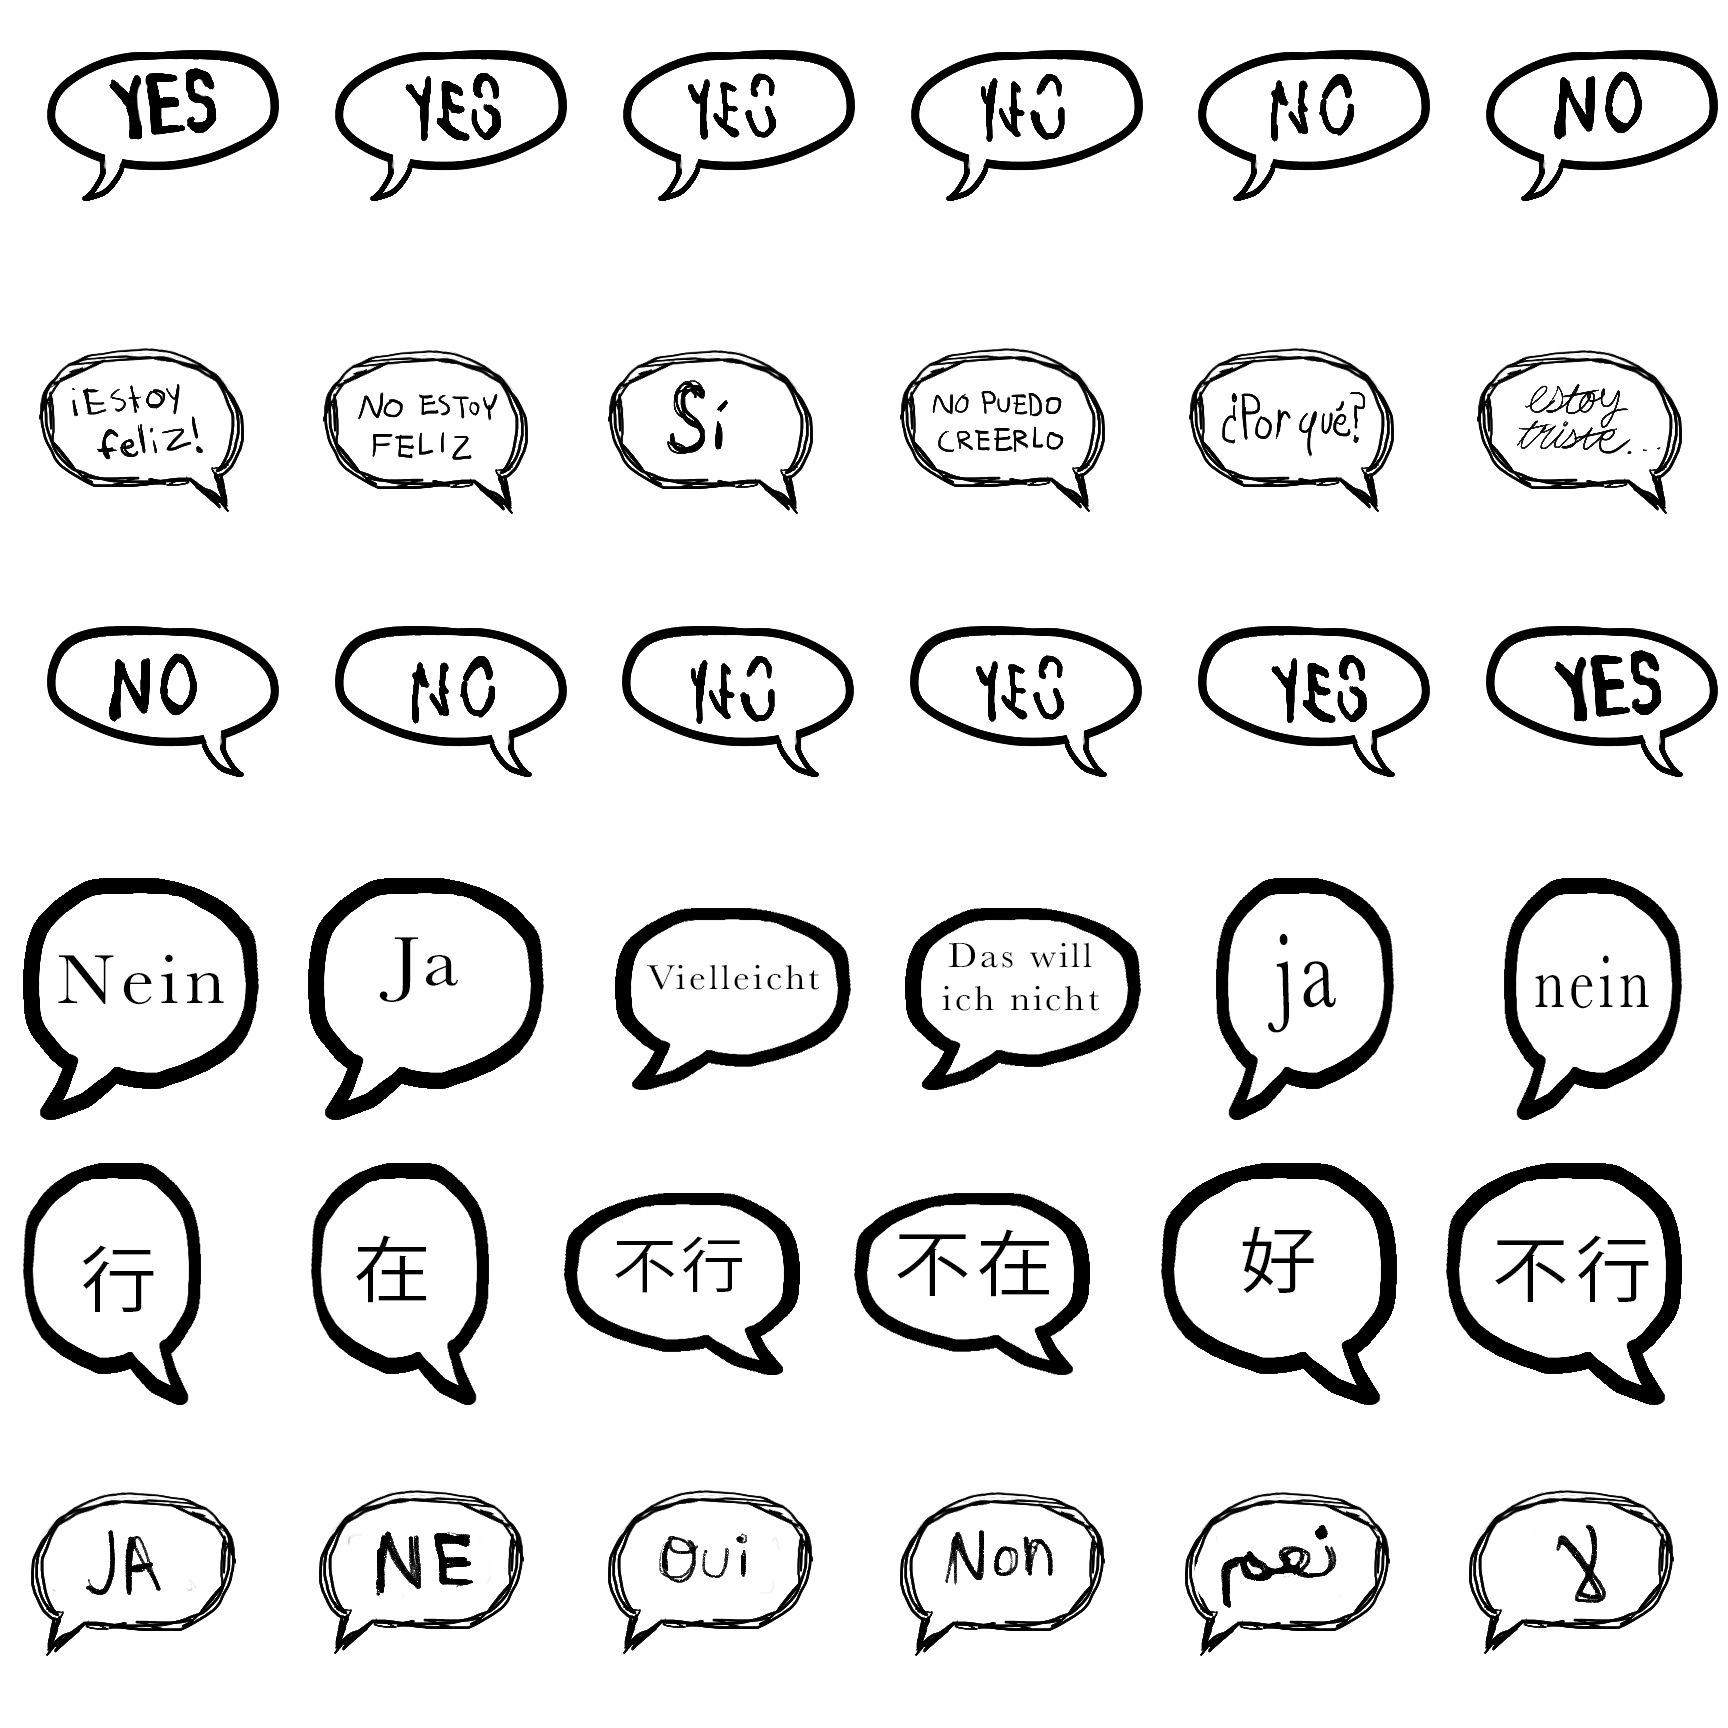 YES
YES
YES
NO
NO
¡Estoy
feliz!
NO ESTOY
FELIZ
Sí
NO PUEDO
CREERLO
¿Por qué?
estoy
triste...
NO
NO
YES
YES
YES
Nein
Ja
Vielleicht
Das will
ich nicht
ja
nein
行
在
不行
不在
好
不行
JA
NE
Oui
Non
نعم
لا